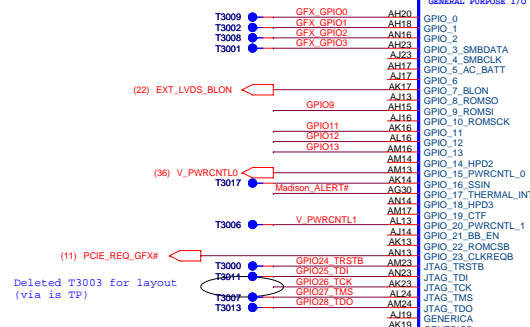 GENERAL PURPOSE I/O
T3009 GFX_GPIO0 AH20 GPIO_0
T3002 GFX_GPIO1 AH18 GPIO_1
T3008 GFX_GPIO2 AN16 GPIO_2
T3001 GFX_GPIO3 AH23 GPIO_3_SMBDATA
AJ23 GPIO_4_SMBCLK
AH17 GPIO_5_AC_BATT
AJ17 GPIO_6
(22) EXT_LVDS_BLON AK17 GPIO_7_BLON
AJ13 GPIO_8_ROMSO
GPIO9 AH15 GPIO_9_ROMSI
AJ16 GPIO_10_ROMSCK
GPIO11 AK16 GPIO_11
GPIO12 AL16 GPIO_12
GPIO13 AM16 GPIO_13
AM14 GPIO_14_HPD2
(36) V_PWRCNTL0 AM13 GPIO_15_PWRCNTL_0
T3017 AK14 GPIO_16_SSIN
Madison_ALERT# AG30 GPIO_17_THERMAL_INT
AN14 GPIO_18_HPD3
AM17 GPIO_19_CTF
T3006 V_PWRCNTL1 AL13 GPIO_20_PWRCNTL_1
AJ14 GPIO_21_BB_EN
AK13 GPIO_22_ROMCSB
(11) PCIE_REQ_GFX# AN13 GPIO_23_CLKREQB
T3000 GPIO24_TRSTB AM23 JTAG_TRSTB
T3011 GPIO25_TDI AN23 JTAG_TDI
Deleted T3003 for layout GPIO26_TCK AK23 JTAG_TCK
(via is TP) T3007 GPIO27_TMS AL24 JTAG_TMS
T3013 GPIO28_TDO AM24 JTAG_TDO
AJ19 GENERICA
AK19